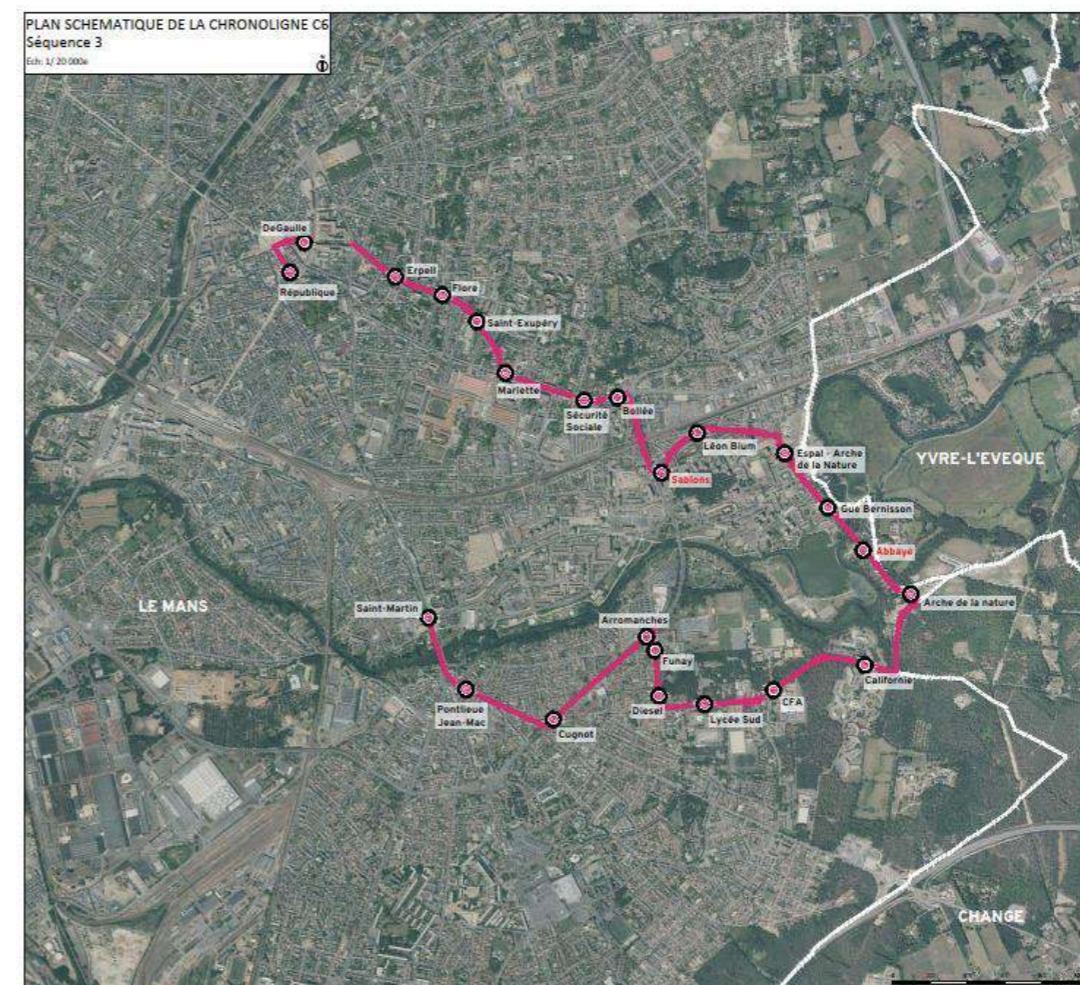 PLAN SCHEMATIQUE DE LA CHRONOLIGNE C6
Séquence 3
Ech: 1/ 20 000e
DeGaulle
République
Erpell
Flore
Saint-Exupéry
Mariette
Sécurité
Sociale
Bollée
Sablons
Léon Blum
Espal - Arche
de la Nature
YVRE-L'EVEQUE
Gué Bernisson
Abbaye
Arche de la nature
LE MANS
Saint-Martin
Arromanches
Funay
Californie
Pontlieue
Jean-Mac
Diesel
Lycée Sud
CFA
Cugnot
CHANGE